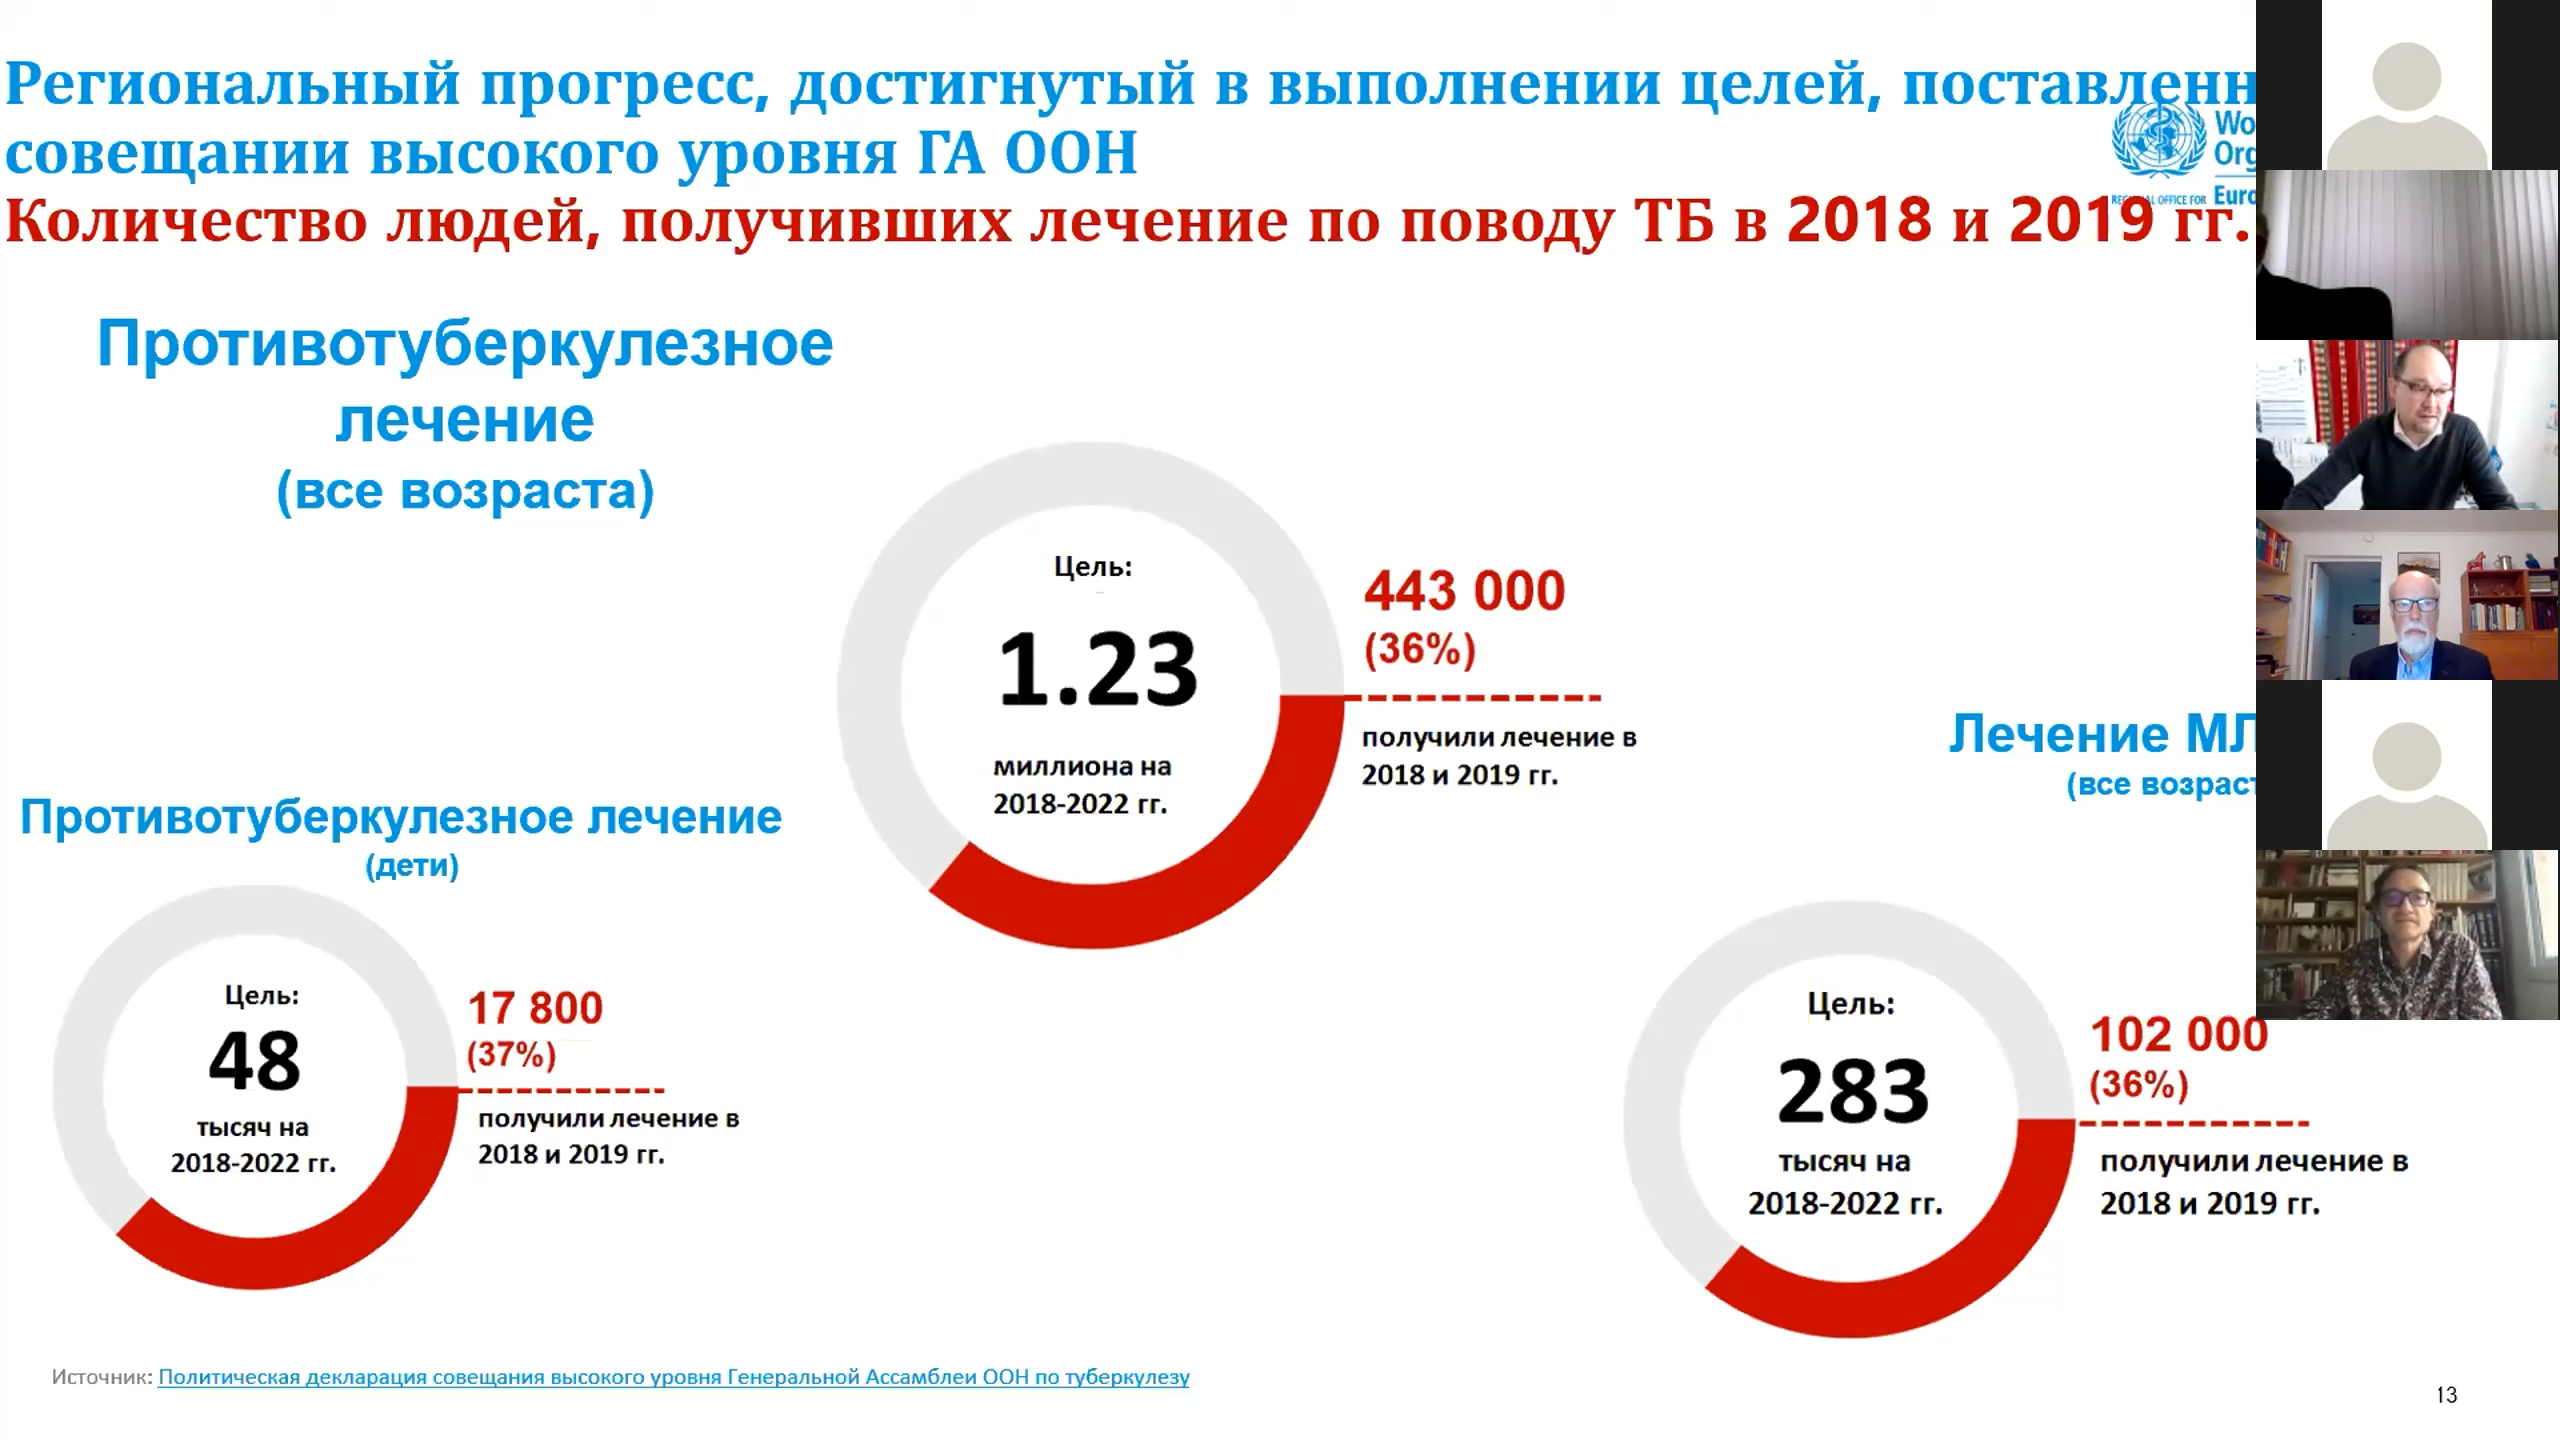 Региональный прогресс, достигнутый в выполнении целей,
совещании высокого уровня ГА ООН
Количество людей, получивших лечение по поводу ТБ в 2018 и 2019 гг.
REGIONAL OFFICE FOR
Противотуберкулезное
лечение
(все возраста)
Цель:
1.23
миллиона на
2018-2022 гг.
443 000
(36%)
получили лечение в
2018 и 2019 гг.
Противотуберкулезное лечение
(дети)
Цель:
48
тысяч на
2018-2022 гг.
17 800
(37%)
получили лечение в
2018 и 2019 гг.
Лечение
(все
Цель:
283
тысяч на
2018-2022 гг.
102 000
(36%)
получили лечение в
2018 и 2019 гг.
Источник: Политическая декларация совещания высокого уровня Генеральной Ассамблеи ООН по туберкулезу
13